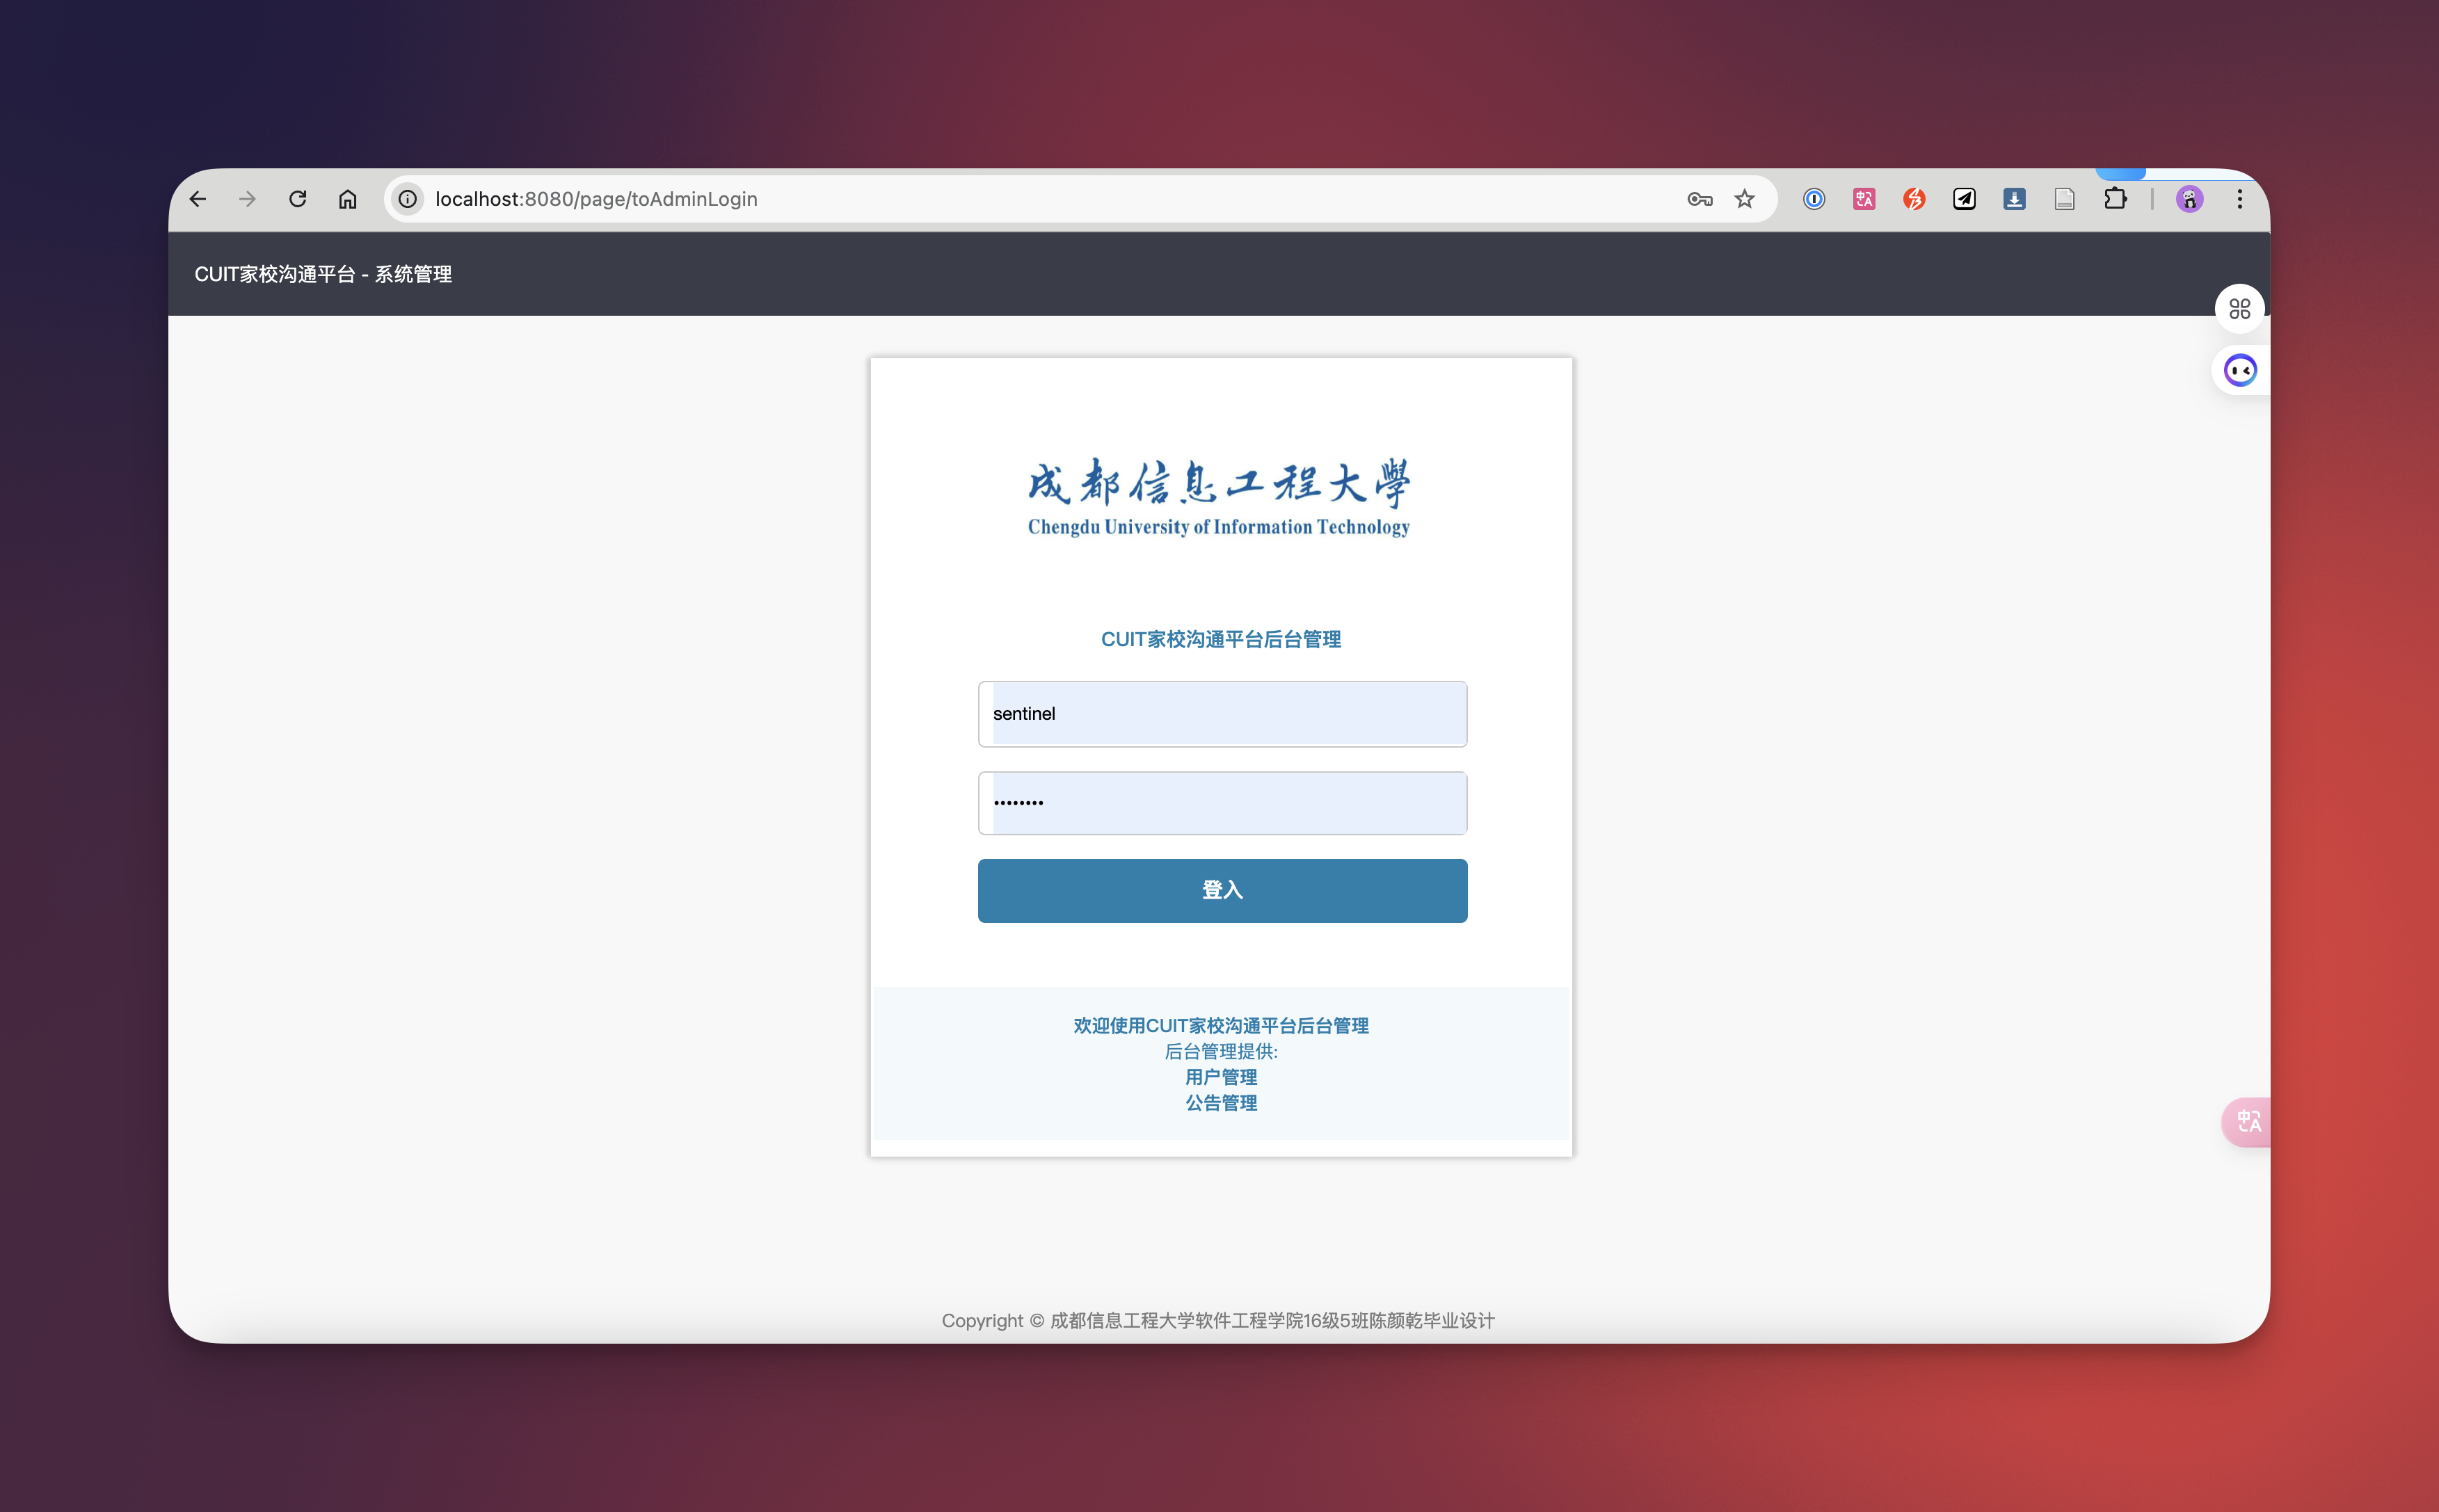 localhost:8080/page/toAdminLogin
CUIT家校沟通平台 - 系统管理
成都信息工程大學
Chengdu University of Information Technology
CUIT家校沟通平台后台管理
sentinel
••••••••
登入
欢迎使用CUIT家校沟通平台后台管理
后台管理提供:
用户管理
公告管理
Copyright © 成都信息工程大学软件工程学院16级5班陈颜乾毕业设计